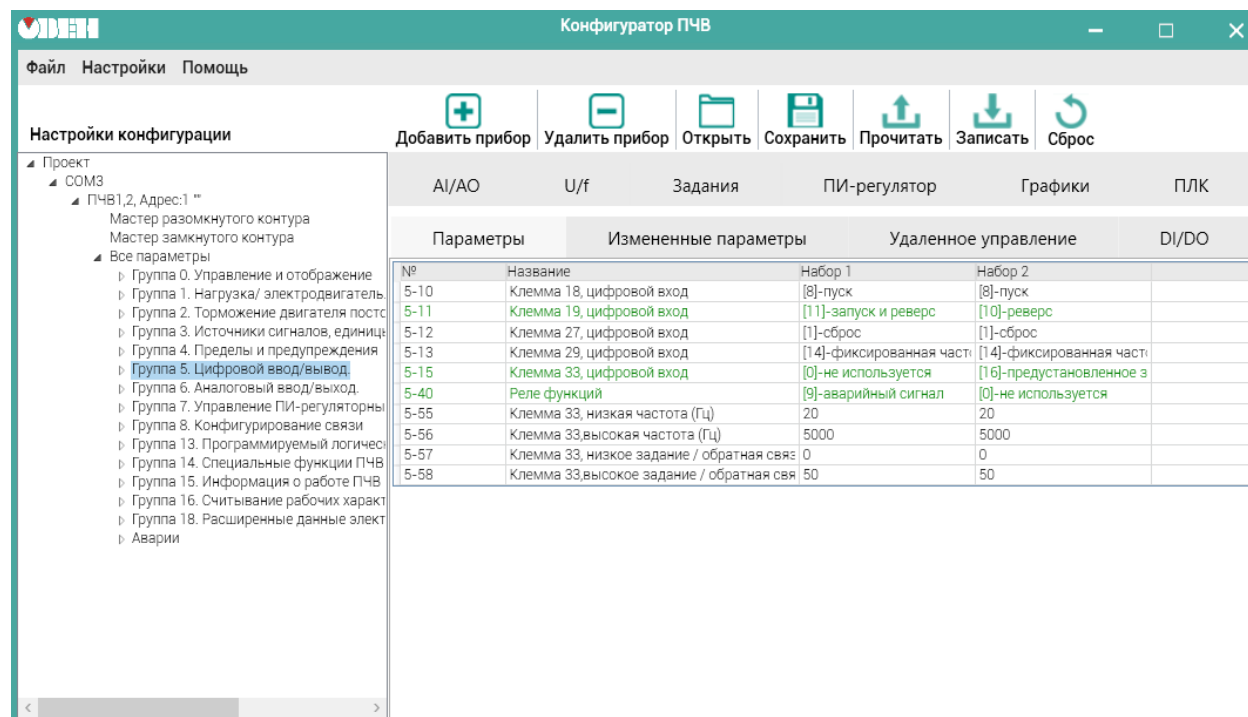 ОВЕН
Конфигуратор ПЧВ
Файл Настройки Помощь
Настройки конфигурации
Добавить прибор Удалить прибор Открыть Сохранить Прочитать Записать Сброс
Проект
COM3
ПЧВ1,2, Адрес:1 ""
Мастер разомкнутого контура
Мастер замкнутого контура
Все параметры
Группа 0. Управление и отображение
Группа 1. Нагрузка/ электродвигатель.
Группа 2. Торможение двигателя постс
Группа 3. Источники сигналов, единиць
Группа 4. Пределы и предупреждения
Группа 5. Цифровой ввод/вывод.
Группа 6. Аналоговый ввод/выход.
Группа 7. Управление ПИ-регуляторны
Группа 8. Конфигурирование связи
Группа 13. Программируемый логичес
Группа 14. Специальные функции ПЧВ
Группа 15. Информация о работе ПЧВ
Группа 16. Считывание рабочих характ
Группа 18. Расширенные данные элект
Аварии
AI/AO U/f Задания ПИ-регулятор Графики ПЛК
Параметры Измененные параметры Удаленное управление DI/DO
№ Название Набор 1 Набор 2
5-10 Клемма 18, цифровой вход [8]-пуск [8]-пуск
5-11 Клемма 19, цифровой вход [11]-запуск и реверс [10]-реверс
5-12 Клемма 27, цифровой вход [1]-сброс [1]-сброс
5-13 Клемма 29, цифровой вход [14]-фиксированная част [14]-фиксированная част
5-15 Клемма 33, цифровой вход [0]-не используется [16]-предустановленное з
5-40 Реле функций [9]-аварийный сигнал [0]-не используется
5-55 Клемма 33, низкая частота (Гц) 20 20
5-56 Клемма 33,высокая частота (Гц) 5000 5000
5-57 Клемма 33, низкое задание / обратная связ 0 0
5-58 Клемма 33,высокое задание / обратная свя 50 50